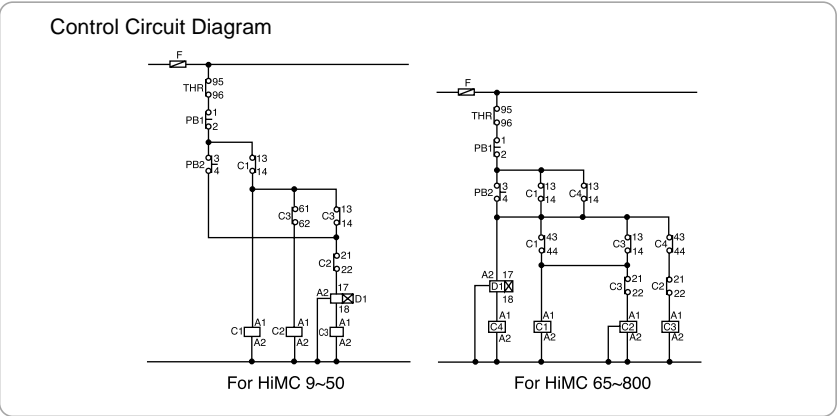 Control Circuit Diagram
F
THR 95
96
PB1 1
2
PB2 3
4
C1 13
14
C3 61
62
C3 13
14
C2 21
22
A2 17
D1
18
C1 A1
A2
C2 A1
A2
C3 A1
A2
For HiMC 9~50
F
THR 95
96
PB1 1
2
PB2 3
4
C1 13
14
C4 13
14
C1 43
44
C3 13
14
C4 43
44
A2 17
D1
18
C3 21
22
C2 21
22
C4 A1
A2
C1 A1
A2
C2 A1
A2
C3 A1
A2
For HiMC 65~800